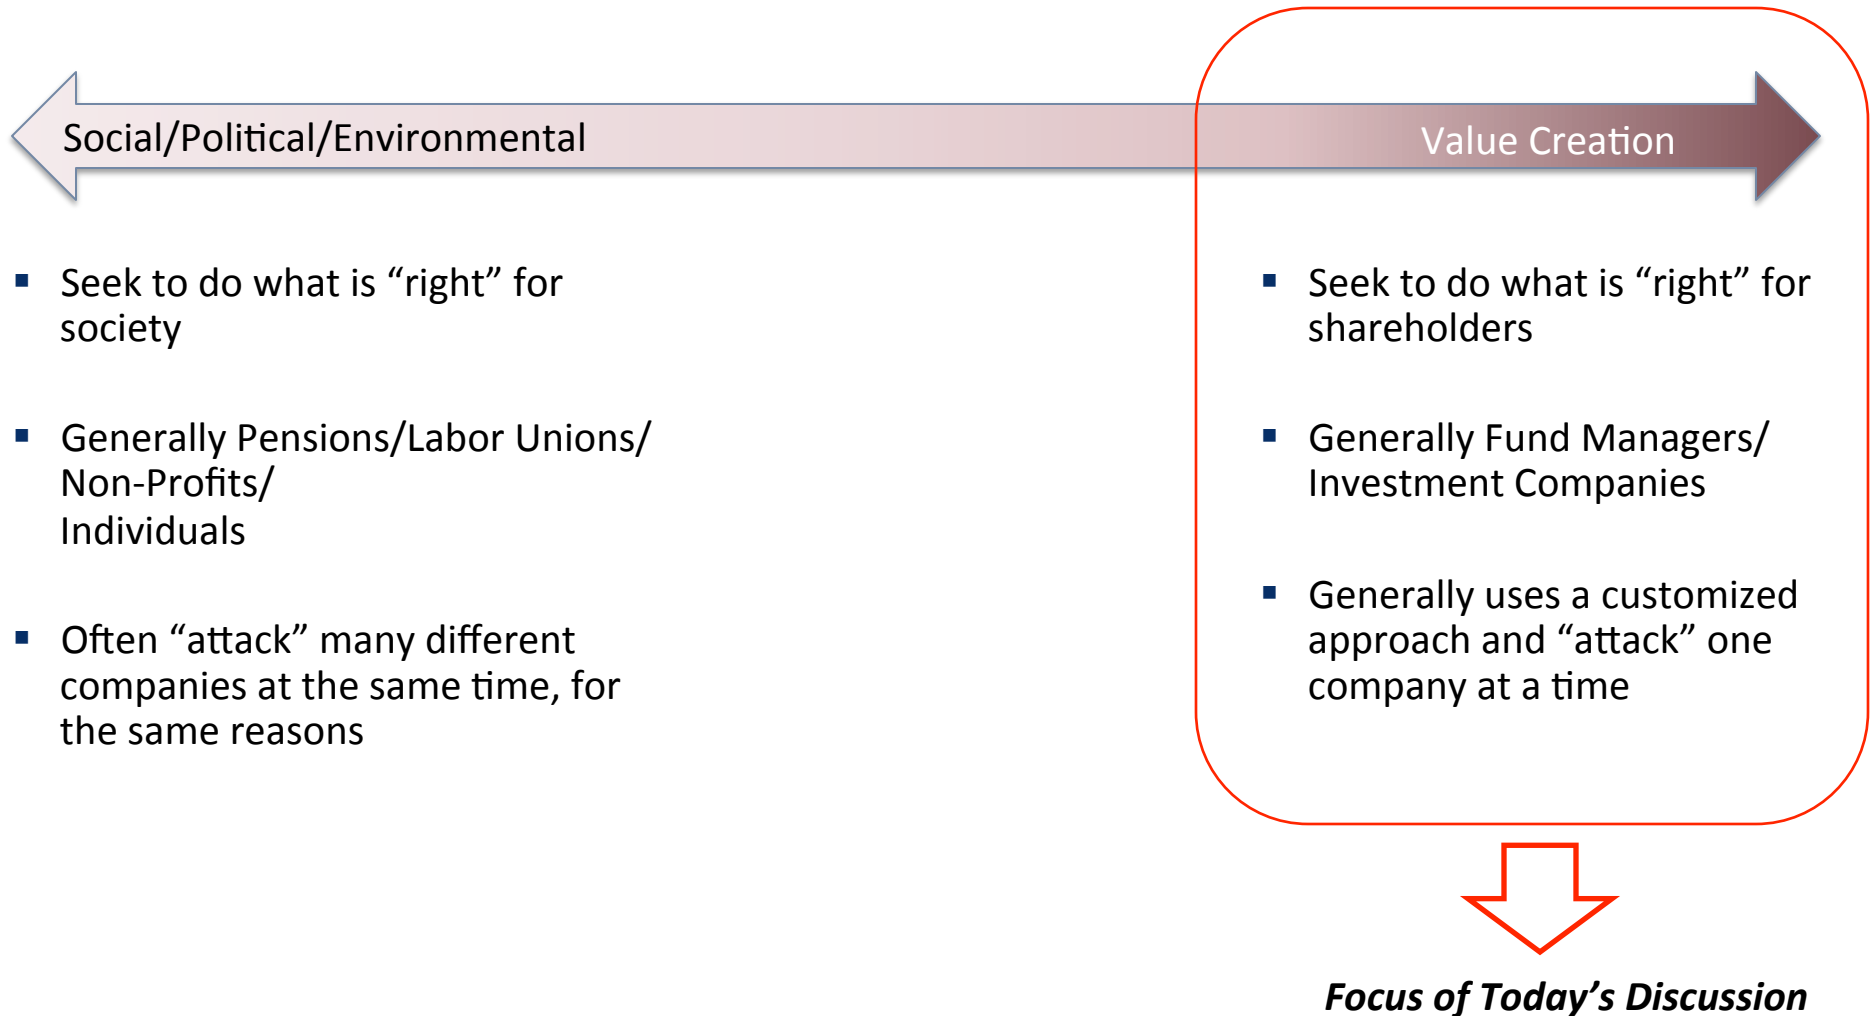 Social/Political/Environmental
Value Creation
▪ Seek to do what is “right” for
society
▪ Generally Pensions/Labor Unions/
Non-Profits/
Individuals
▪ Often “attack” many different
companies at the same time, for
the same reasons
▪ Seek to do what is “right” for
shareholders
▪ Generally Fund Managers/
Investment Companies
▪ Generally uses a customized
approach and “attack” one
company at a time
Focus of Today’s Discussion